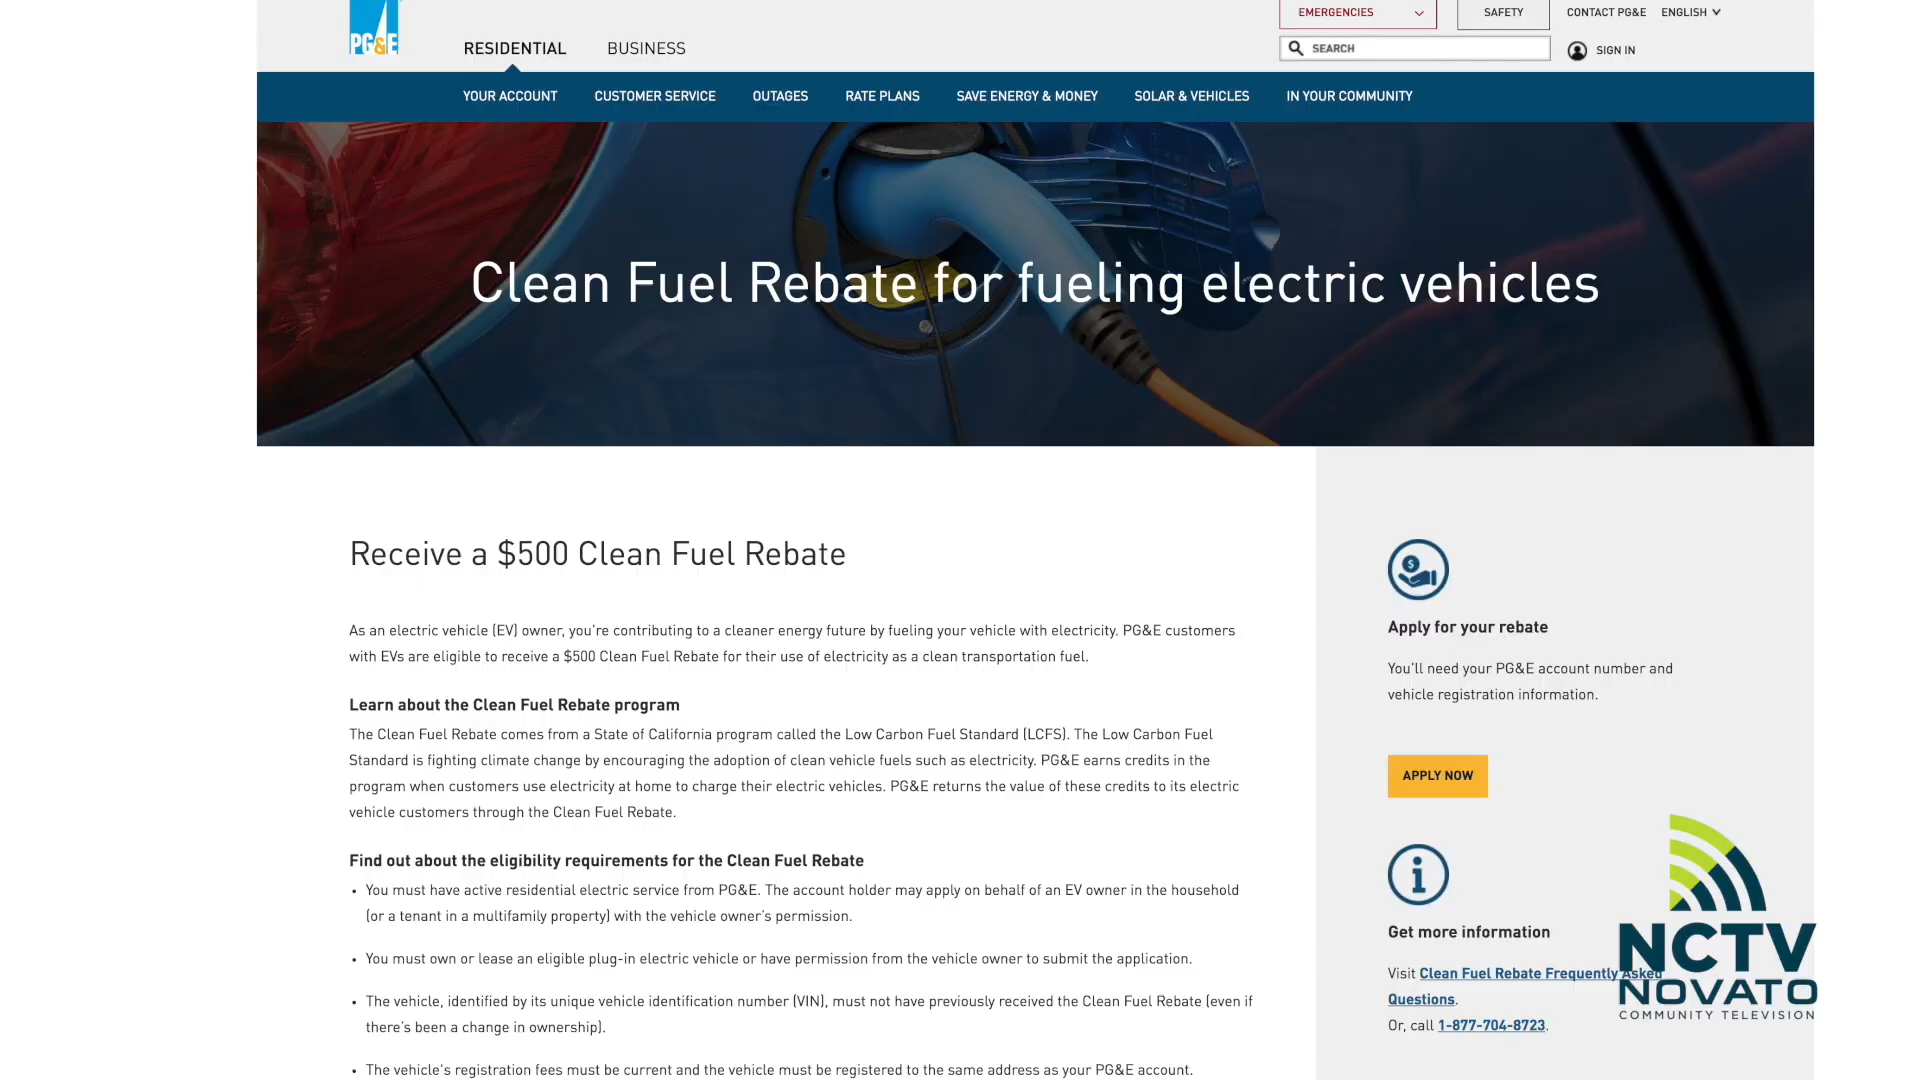 PG&E
RESIDENTIAL
BUSINESS
EMERGENCIES
SAFETY
CONTACT PG&E
ENGLISH
SEARCH
SIGN IN
YOUR ACCOUNT
CUSTOMER SERVICE
OUTAGES
RATE PLANS
SAVE ENERGY & MONEY
SOLAR & VEHICLES
IN YOUR COMMUNITY
Clean Fuel Rebate for fueling electric vehicles
Receive a $500 Clean Fuel Rebate
As an electric vehicle (EV) owner, you're contributing to a cleaner energy future by fueling your vehicle with electricity. PG&E customers
with EVs are eligible to receive a $500 Clean Fuel Rebate for their use of electricity as a clean transportation fuel.
Learn about the Clean Fuel Rebate program
The Clean Fuel Rebate comes from a State of California program called the Low Carbon Fuel Standard (LCFS). The Low Carbon Fuel
Standard is fighting climate change by encouraging the adoption of clean vehicle fuels such as electricity. PG&E earns credits in the
program when customers use electricity at home to charge their electric vehicles. PG&E returns the value of these credits to its electric
vehicle customers through the Clean Fuel Rebate.
Find out about the eligibility requirements for the Clean Fuel Rebate
• You must have active residential electric service from PG&E. The account holder may apply on behalf of an EV owner in the household
(or a tenant in a multifamily property) with the vehicle owner’s permission.
• You must own or lease an eligible plug-in electric vehicle or have permission from the vehicle owner to submit the application.
• The vehicle, identified by its unique vehicle identification number (VIN), must not have previously received the Clean Fuel Rebate (even if
there’s been a change in ownership).
• The vehicle's registration fees must be current and the vehicle must be registered to the same address as your PG&E account.
Apply for your rebate
You'll need your PG&E account number and
vehicle registration information.
APPLY NOW
Get more information
Visit Clean Fuel Rebate Frequently Asked
Questions.
Or, call 1-877-704-8723.
NCTV
NOVATO
COMMUNITY TELEVISION